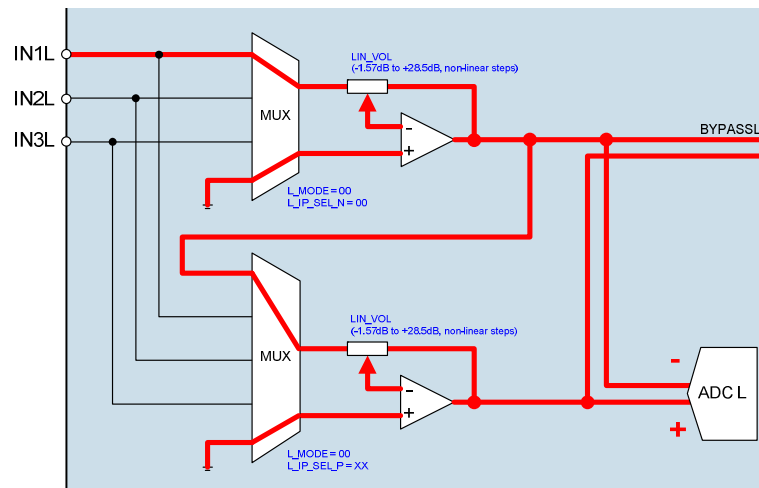 IN1L
IN2L
IN3L
MUX
LIN_VOL
(-1.57dB to +28.5dB, non-linear steps)
-
+
L_MODE = 00
L_IP_SEL_N = 00
BYPASSL
MUX
LIN_VOL
(-1.57dB to +28.5dB, non-linear steps)
-
+
L_MODE = 00
L_IP_SEL_P = XX
-
ADC L
+